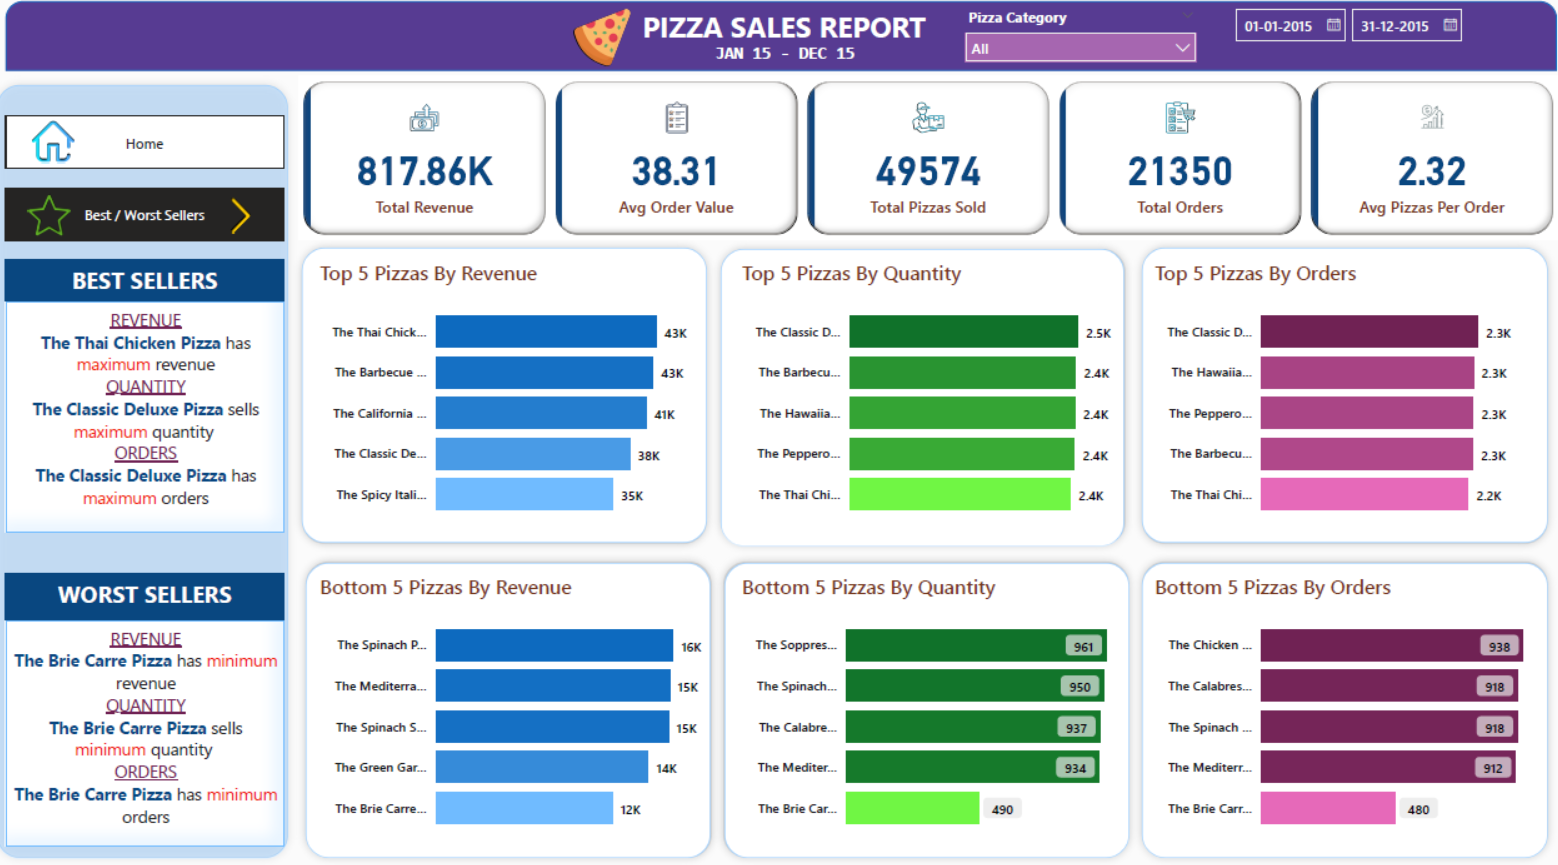 PIZZA SALES REPORT
JAN 15 - DEC 15
Pizza Category
All
01-01-2015
31-12-2015
Home
Best / Worst Sellers
BEST SELLERS
REVENUE
The Thai Chicken Pizza has
maximum revenue
QUANTITY
The Classic Deluxe Pizza sells
maximum quantity
ORDERS
The Classic Deluxe Pizza has
maximum orders
WORST SELLERS
REVENUE
The Brie Carre Pizza has minimum
revenue
QUANTITY
The Brie Carre Pizza sells
minimum quantity
ORDERS
The Brie Carre Pizza has minimum
orders
817.86K
Total Revenue
38.31
Avg Order Value
49574
Total Pizzas Sold
21350
Total Orders
2.32
Avg Pizzas Per Order
Top 5 Pizzas By Revenue
The Thai Chick... 43K
The Barbecue ... 43K
The California ... 41K
The Classic De... 38K
The Spicy Itali... 35K
Top 5 Pizzas By Quantity
The Classic D... 2.5K
The Barbecu... 2.4K
The Hawaiia... 2.4K
The Peppero... 2.4K
The Thai Chi... 2.4K
Top 5 Pizzas By Orders
The Classic D... 2.3K
The Hawaiia... 2.3K
The Peppero... 2.3K
The Barbecu... 2.3K
The Thai Chi... 2.2K
Bottom 5 Pizzas By Revenue
The Spinach P... 16K
The Mediterra... 15K
The Spinach S... 15K
The Green Gar... 14K
The Brie Carre... 12K
Bottom 5 Pizzas By Quantity
The Soppres... 961
The Spinach... 950
The Calabre... 937
The Mediter... 934
The Brie Car... 490
Bottom 5 Pizzas By Orders
The Chicken ... 938
The Calabres... 918
The Spinach ... 918
The Mediterr... 912
The Brie Carr... 480